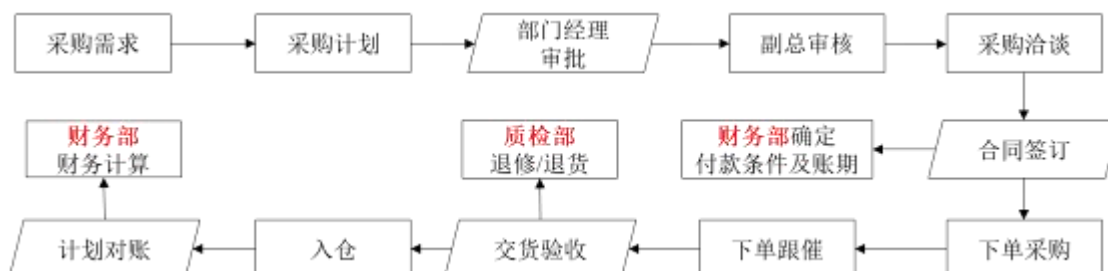 采购需求
采购计划
部门经理
审批
副总审核
采购洽谈
财务部
财务计算
质检部
退修/退货
财务部确定
付款条件及账期
合同签订
计划对账
入仓
交货验收
下单跟催
下单采购